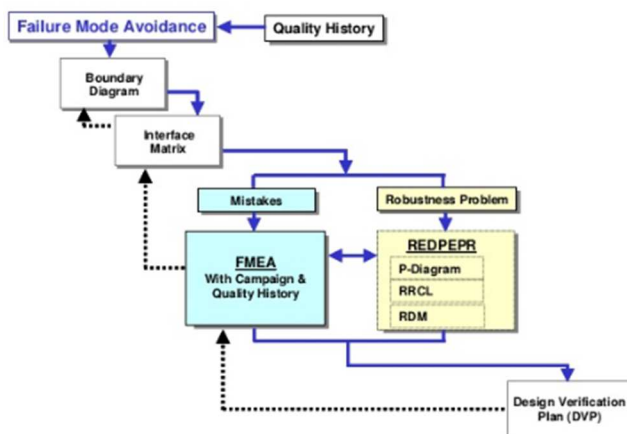 Failure Mode Avoidance
Quality History
Boundary
Diagram
Interface
Matrix
Mistakes
Robustness Problem
FMEA
With Campaign &
Quality History
REDPEPR
P-Diagram
RRCL
RDM
Design Verification
Plan (DVP)